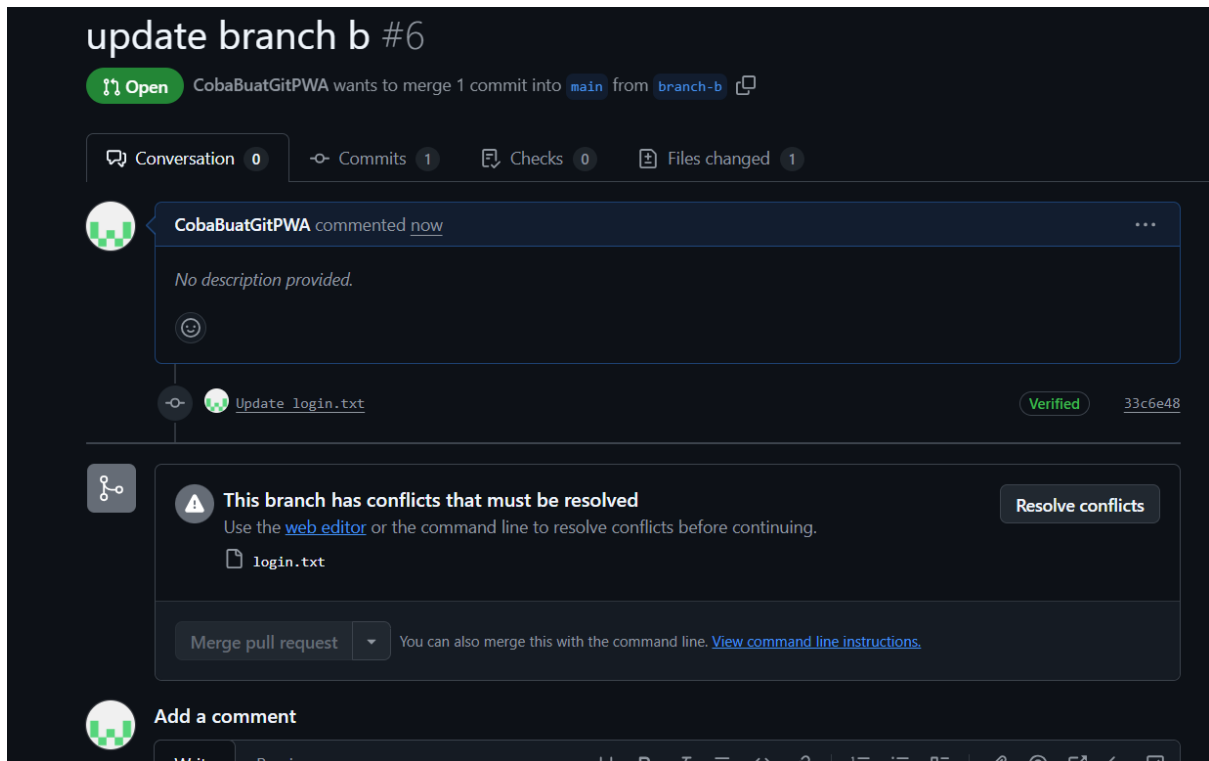 update branch b #6
Open CobaBuatGitPWA wants to merge 1 commit into main from branch-b
Conversation 0 Commits 1 Checks 0 Files changed 1
CobaBuatGitPWA commented now
No description provided.
Update login.txt Verified 33c6e48
This branch has conflicts that must be resolved
Resolve conflicts
Use the web editor or the command line to resolve conflicts before continuing.
login.txt
Merge pull request You can also merge this with the command line. View command line instructions.
Add a comment